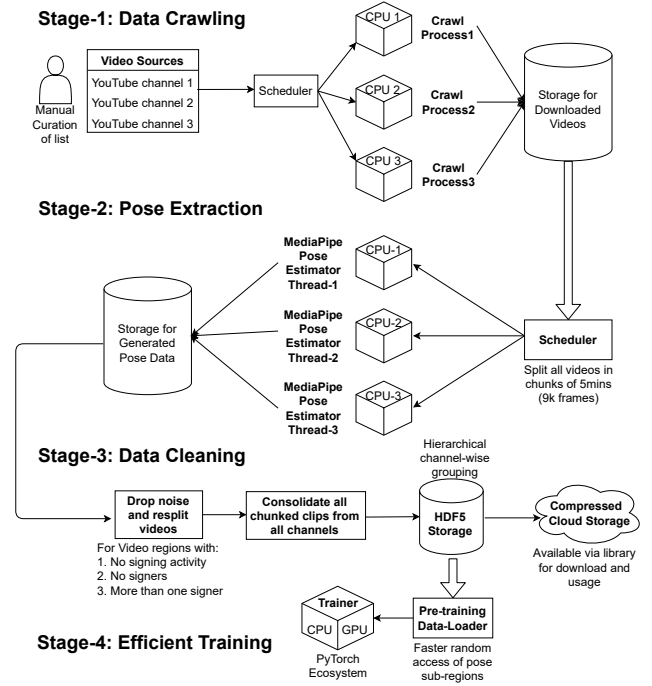 Stage-1: Data Crawling
Video Sources
YouTube channel 1
YouTube channel 2
YouTube channel 3
Manual
Curation
of list
Scheduler
CPU 1
Crawl
Process1
CPU 2
Crawl
Process2
CPU 3
Crawl
Process3
Storage for
Downloaded
Videos
Stage-2: Pose Extraction
MediaPipe
Pose
Estimator
Thread-1
CPU-1
MediaPipe
Pose
Estimator
Thread-2
CPU-2
MediaPipe
Pose
Estimator
Thread-3
CPU-3
Storage for
Generated
Pose Data
Scheduler
Split all videos in
chunks of 5mins
(9k frames)
Stage-3: Data Cleaning
Drop noise
and resplit
videos
For Video regions with:
1. No signing activity
2. No signers
3. More than one signer
Consolidate all
chunked clips from
all channels
Hierarchical
channel-wise
grouping
HDF5
Storage
Compressed
Cloud Storage
Available via library
for download and
usage
Stage-4: Efficient Training
Trainer
CPU GPU
PyTorch
Ecosystem
Pre-training
Data-Loader
Faster random
access of pose
sub-regions